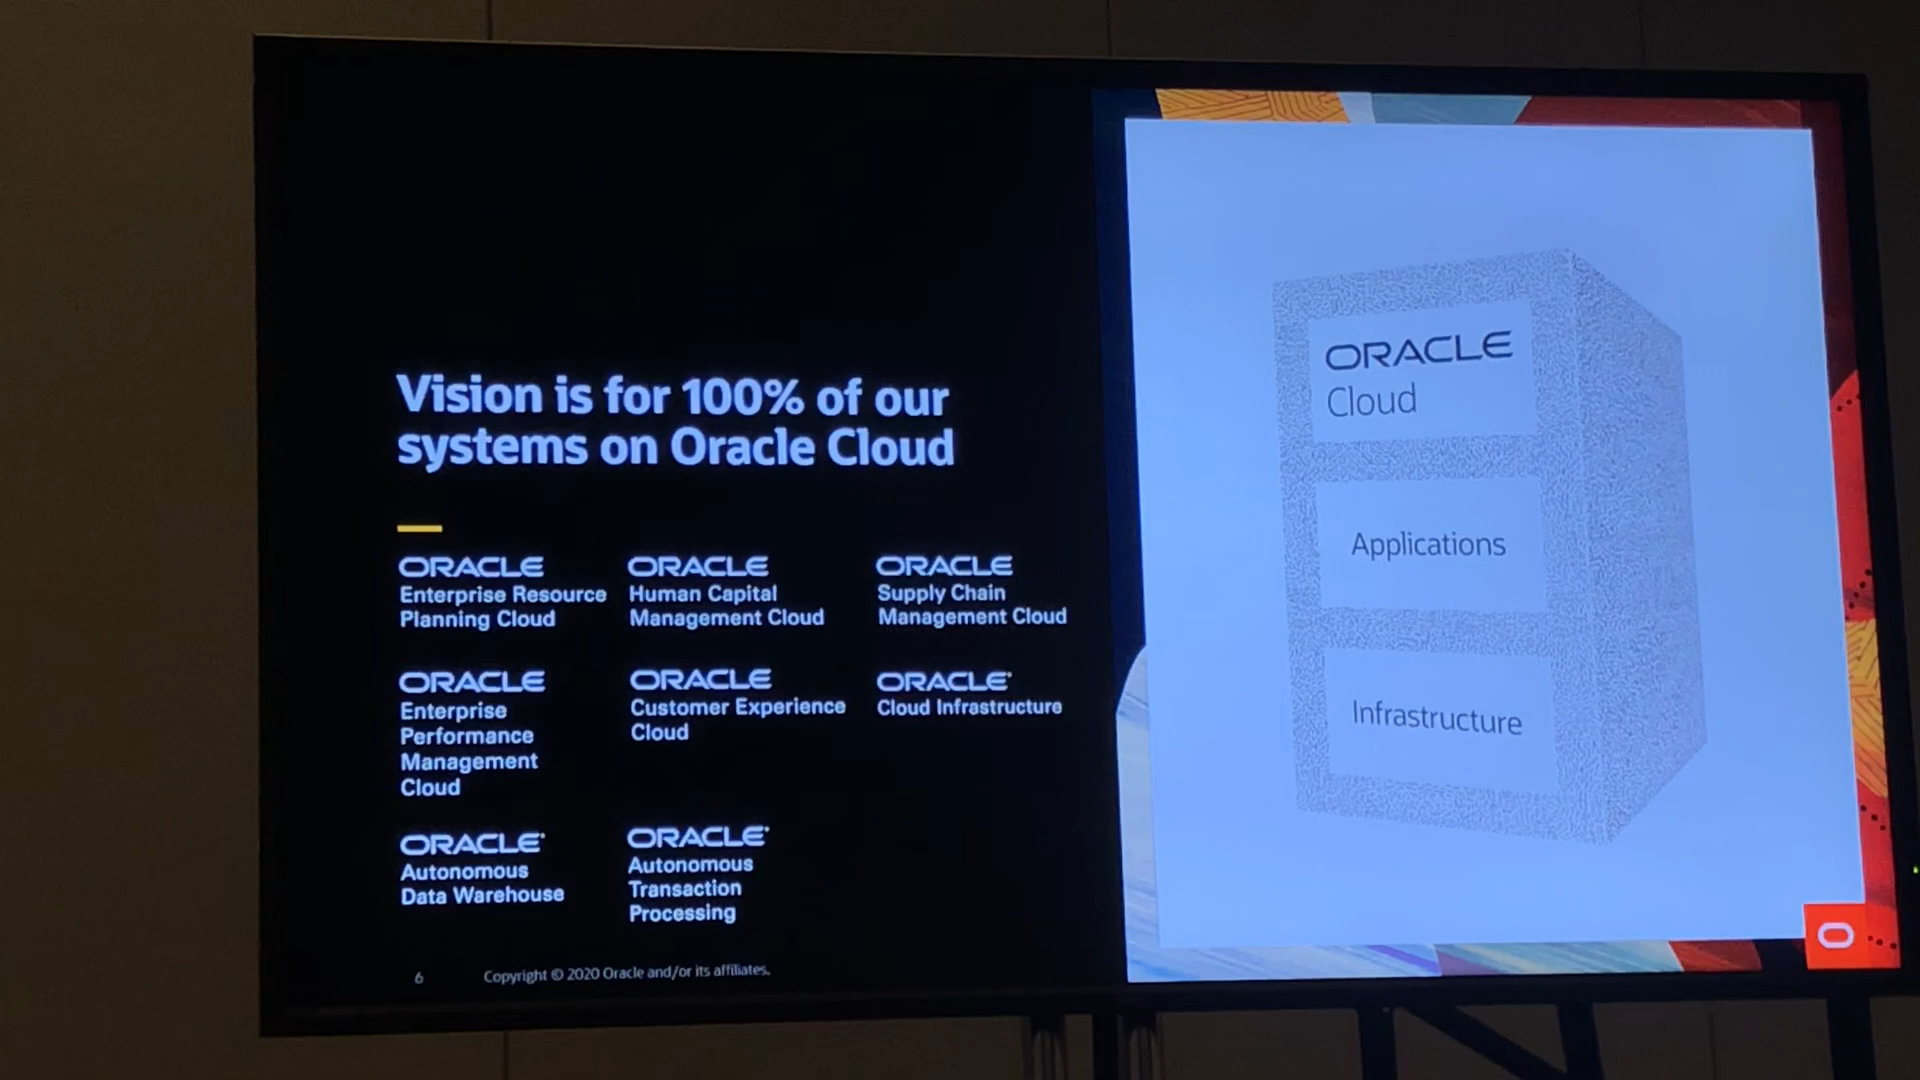 Vision is for 100% of our
systems on Oracle Cloud
ORACLE
Enterprise Resource
Planning Cloud
ORACLE
Human Capital
Management Cloud
ORACLE
Supply Chain
Management Cloud
ORACLE
Enterprise
Performance
Management
Cloud
ORACLE
Customer Experience
Cloud
ORACLE
Cloud Infrastructure
ORACLE
Autonomous
Data Warehouse
ORACLE
Autonomous
Transaction
Processing
6 Copyright © 2020 Oracle and/or its affiliates.
ORACLE
Cloud
Applications
Infrastructure